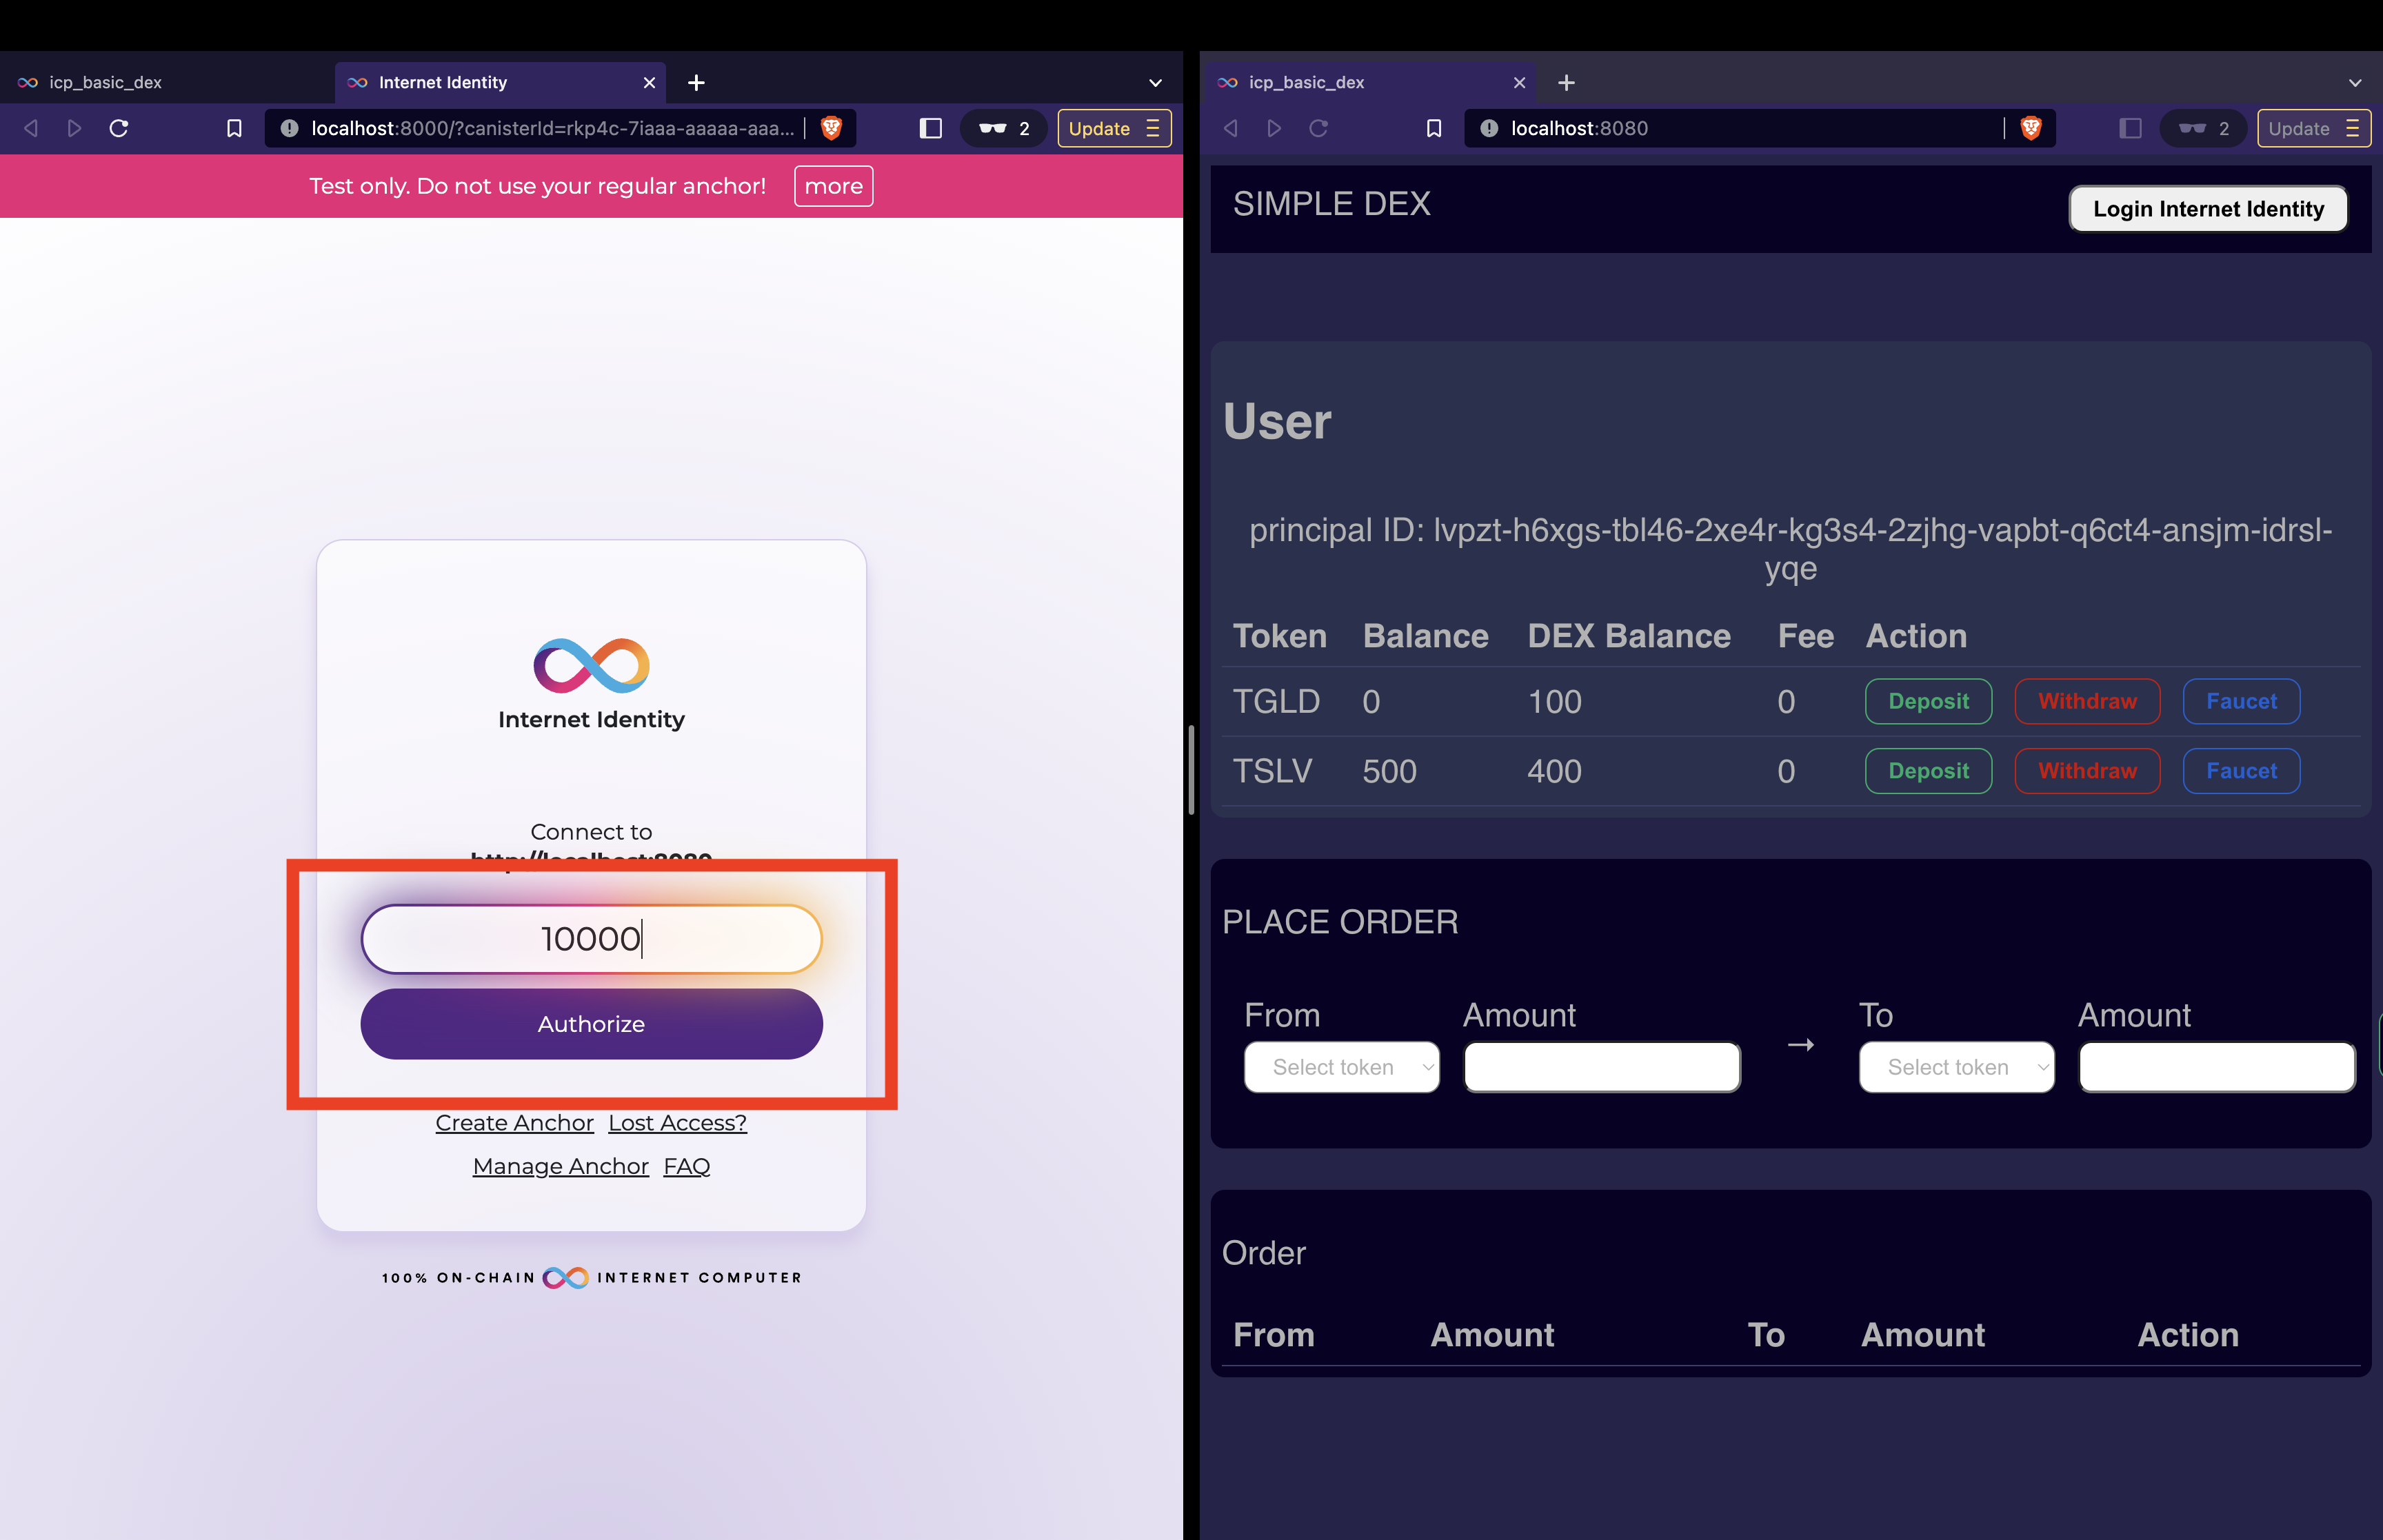 icp_basic_dex
Internet Identity
localhost:8000/?canisterId=rkp4c-7iaaa-aaaaa-aaa...
2
Update
Test only. Do not use your regular anchor!
more
Internet Identity
Connect to
http://localhost:8080
10000
Authorize
Create Anchor Lost Access?
Manage Anchor FAQ
100% ON-CHAIN INTERNET COMPUTER
icp_basic_dex
localhost:8080
2
Update
SIMPLE DEX
Login Internet Identity
User
principal ID: lvpzt-h6xgs-tbl46-2xe4r-kg3s4-2zjhg-vapbt-q6ct4-ansjm-idrsl-
yqe
Token Balance DEX Balance Fee Action
TGLD 0 100 0 Deposit Withdraw Faucet
TSLV 500 400 0 Deposit Withdraw Faucet
PLACE ORDER
From Amount → To Amount
Select token Select token
Order
From Amount To Amount Action